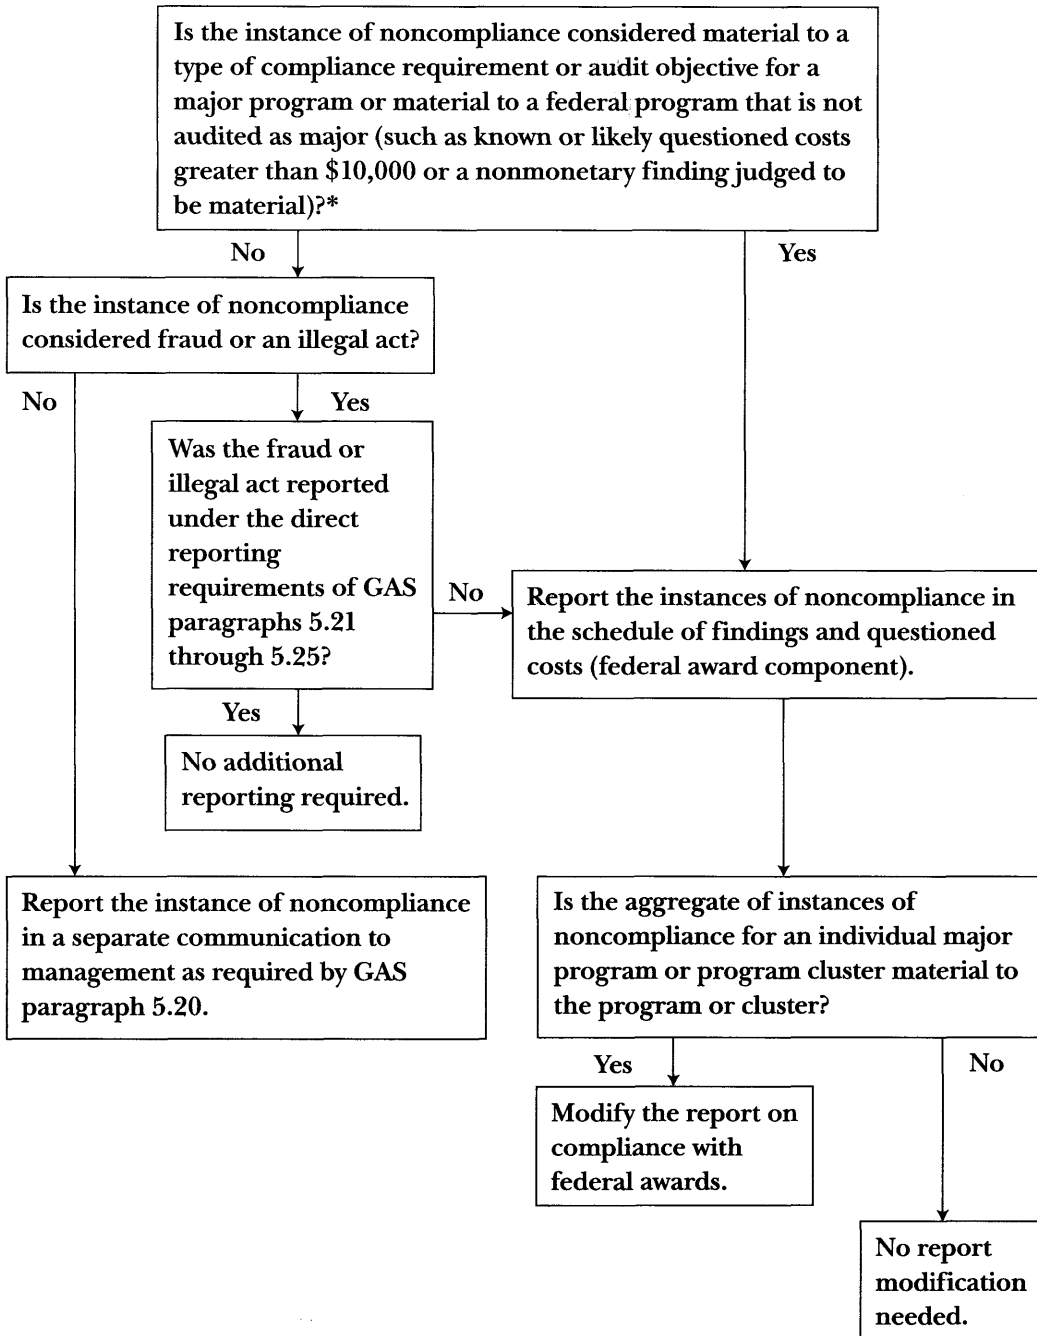 Is the instance of noncompliance considered material to a
type of compliance requirement or audit objective for a
major program or material to a federal program that is not
audited as major (such as known or likely questioned costs
greater than $10,000 or a nonmonetary finding judged to
be material)?*
No
Yes
Is the instance of noncompliance
considered fraud or an illegal act?
No
Yes
Was the fraud or
illegal act reported
under the direct
reporting
requirements of GAS
paragraphs 5.21
through 5.25?
No
Report the instances of noncompliance in
the schedule of findings and questioned
costs (federal award component).
Yes
No additional
reporting required.
Report the instance of noncompliance
in a separate communication to
management as required by GAS
paragraph 5.20.
Is the aggregate of instances of
noncompliance for an individual major
program or program cluster material to
the program or cluster?
Yes
No
Modify the report on
compliance with
federal awards.
No report
modification
needed.